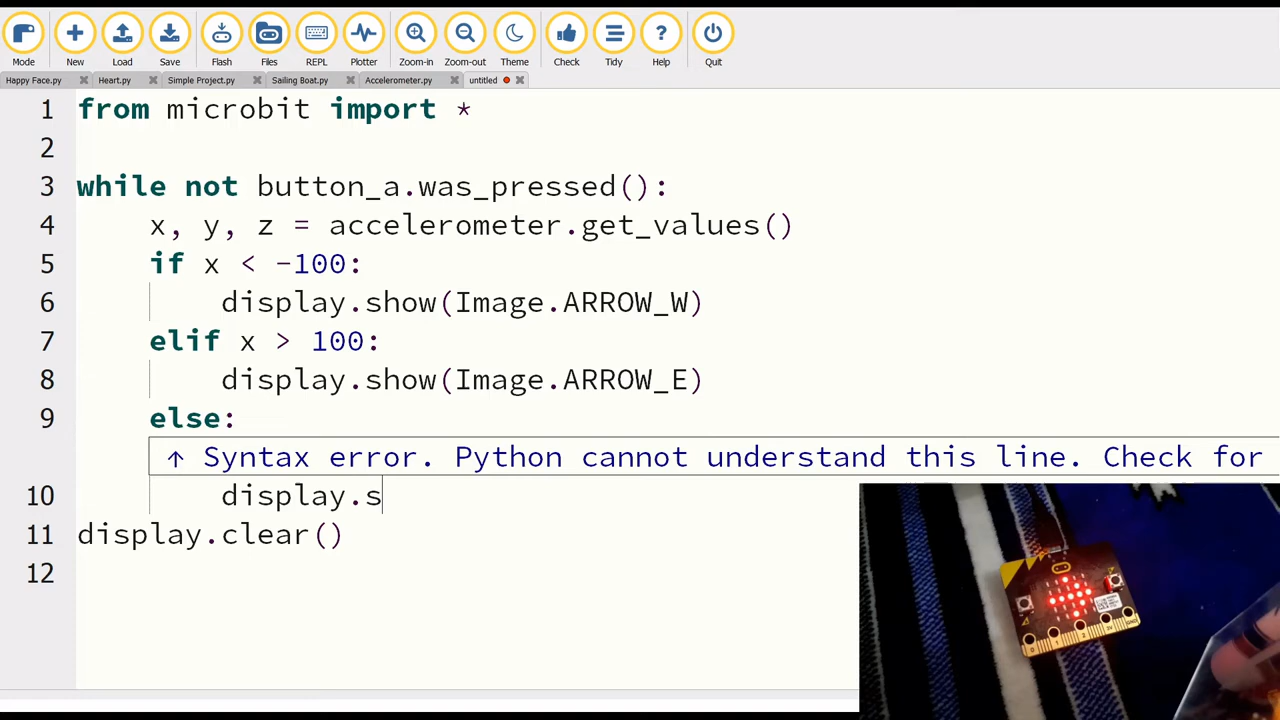 Mode New Load Save Flash Files REPL Plotter Zoom-in Zoom-out Theme Check Tidy Help Quit
Happy Face.py Heart.py Simple Project.py Sailing Boat.py Accelerometer.py untitled
1 from microbit import *
2
3 while not button_a.was_pressed():
4 x, y, z = accelerometer.get_values()
5 if x < -100:
6 display.show(Image.ARROW_W)
7 elif x > 100:
8 display.show(Image.ARROW_E)
9 else:
↑ Syntax error. Python cannot understand this line. Check for
10 display.s
11 display.clear()
12